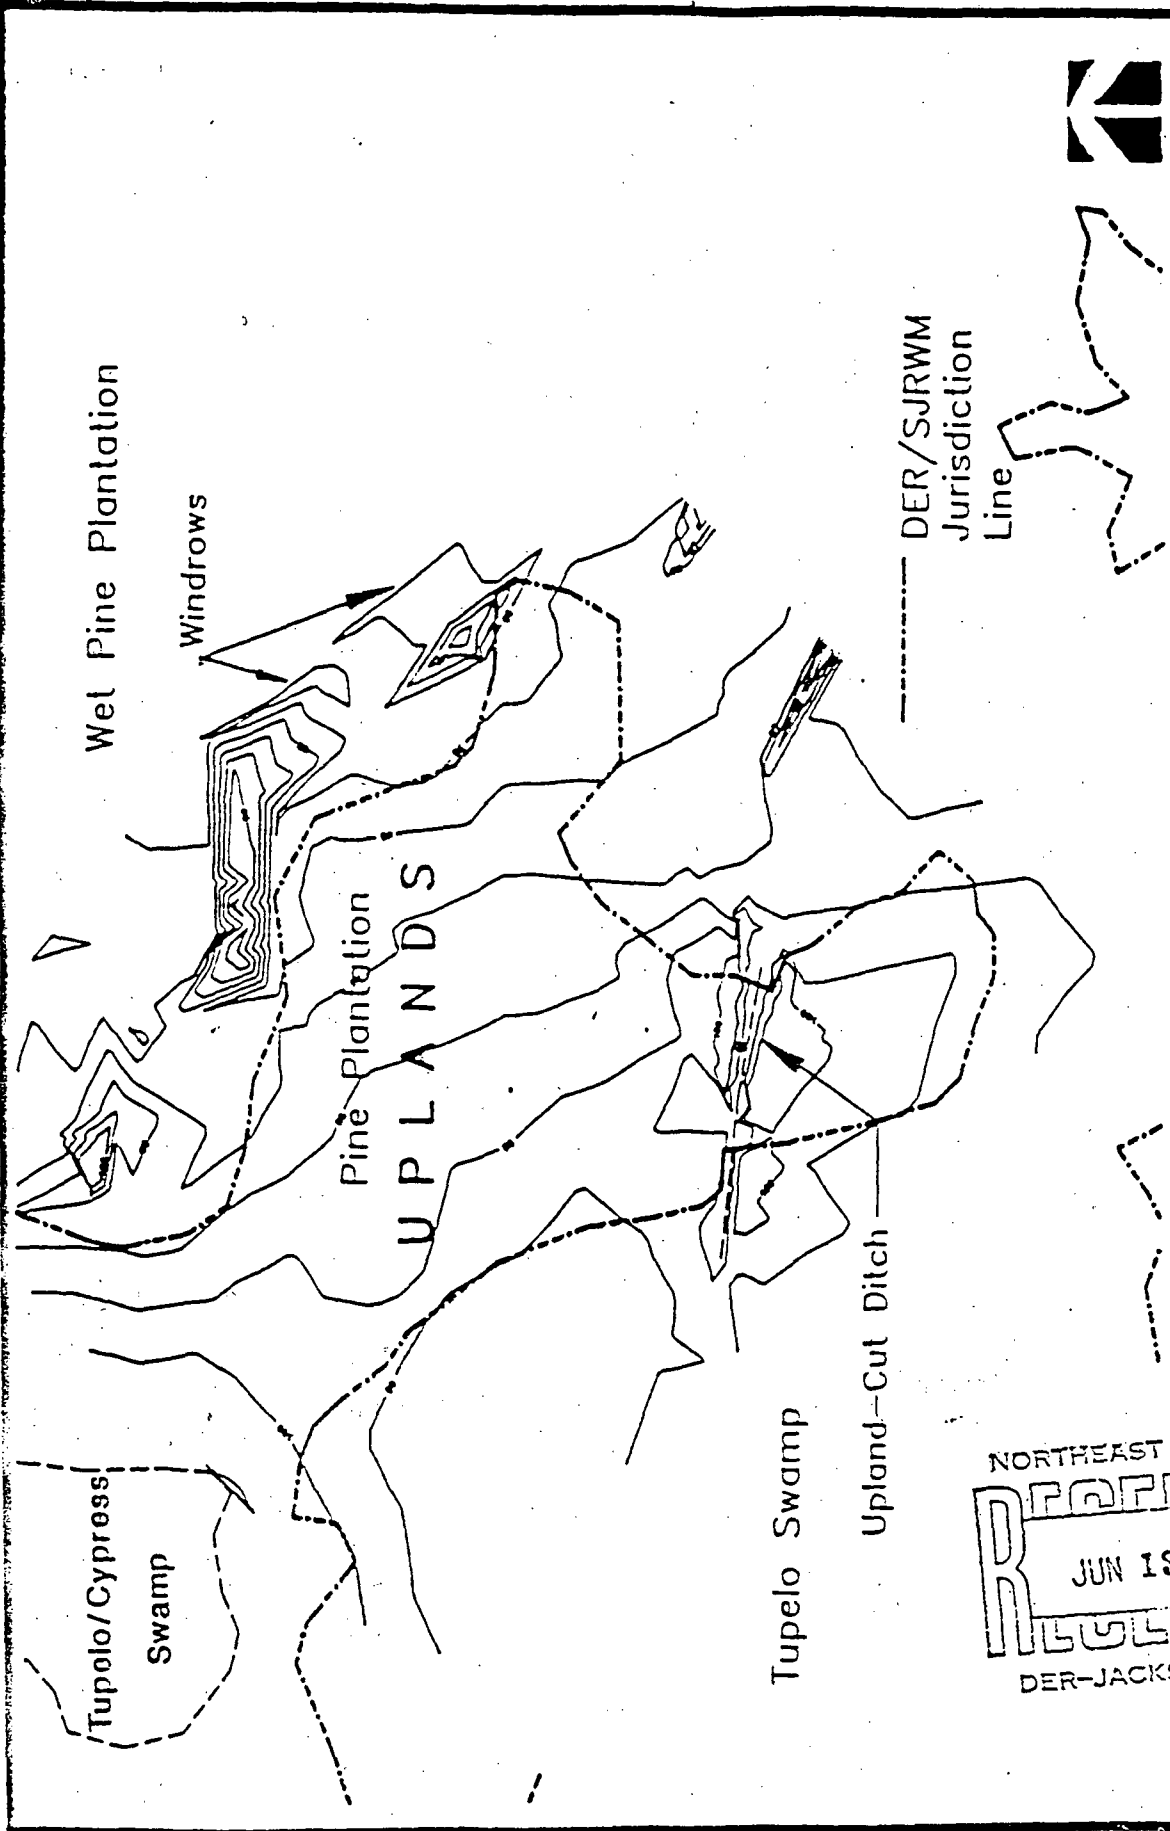 Tupolo/Cypress
Swamp
Wet Pine Plantation
Windrows
Pine Plantation
UPLANDS
Tupelo Swamp
Upland-Cut Ditch
DER/SJRWM
Jurisdiction
Line
NORTHEAST
JUN
DER-JACKS